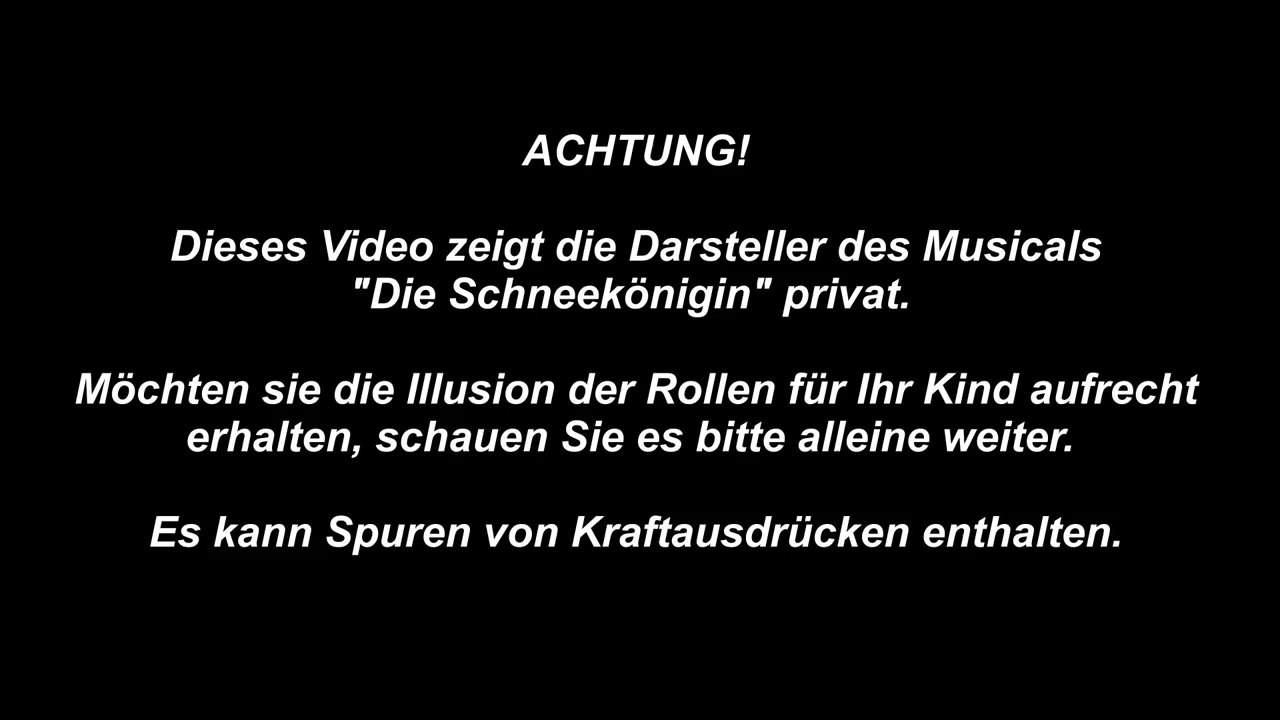 ACHTUNG!
Dieses Video zeigt die Darsteller des Musicals
"Die Schneekönigin" privat.
Möchten sie die Illusion der Rollen für Ihr Kind aufrecht
erhalten, schauen Sie es bitte alleine weiter.
Es kann Spuren von Kraftausdrücken enthalten.